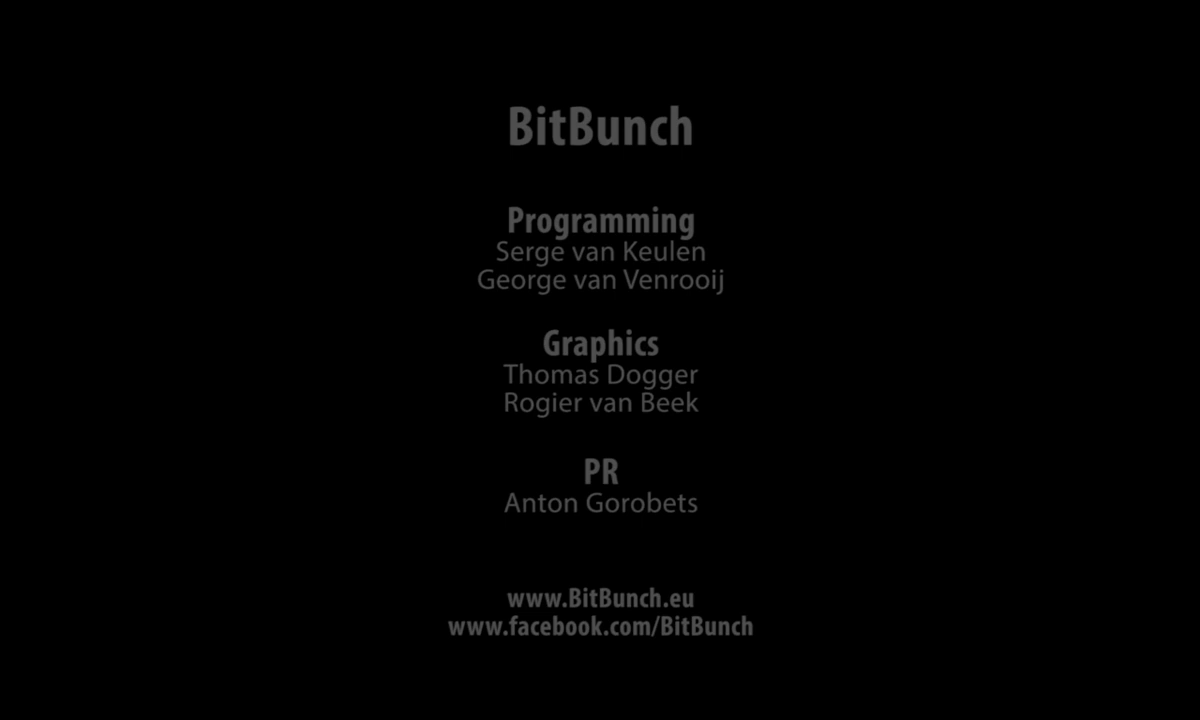 BitBunch
Programming
Serge van Keulen
George van Venrooij
Graphics
Thomas Dogger
Rogier van Beek
PR
Anton Gorobets
www.BitBunch.eu
www.facebook.com/BitBunch